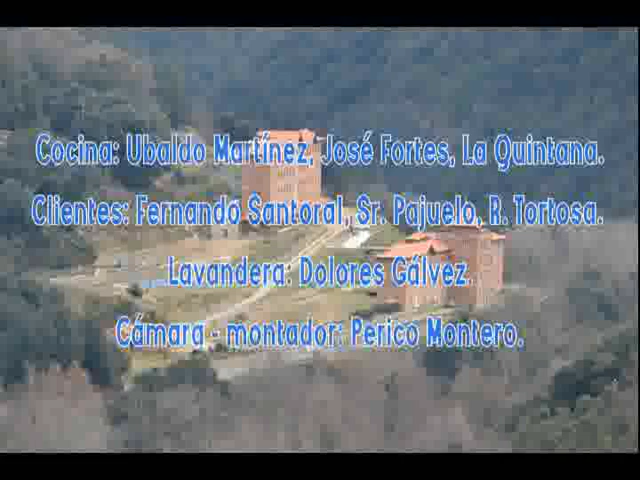 Cocina: Ubaldo Martínez, José Fortes, La Quintana.
Clientes: Fernando Santoral, Sr. Pajuelo, R. Tortosa.
Lavandera: Dolores Gálvez.
Cámara - montador: Perico Montero.